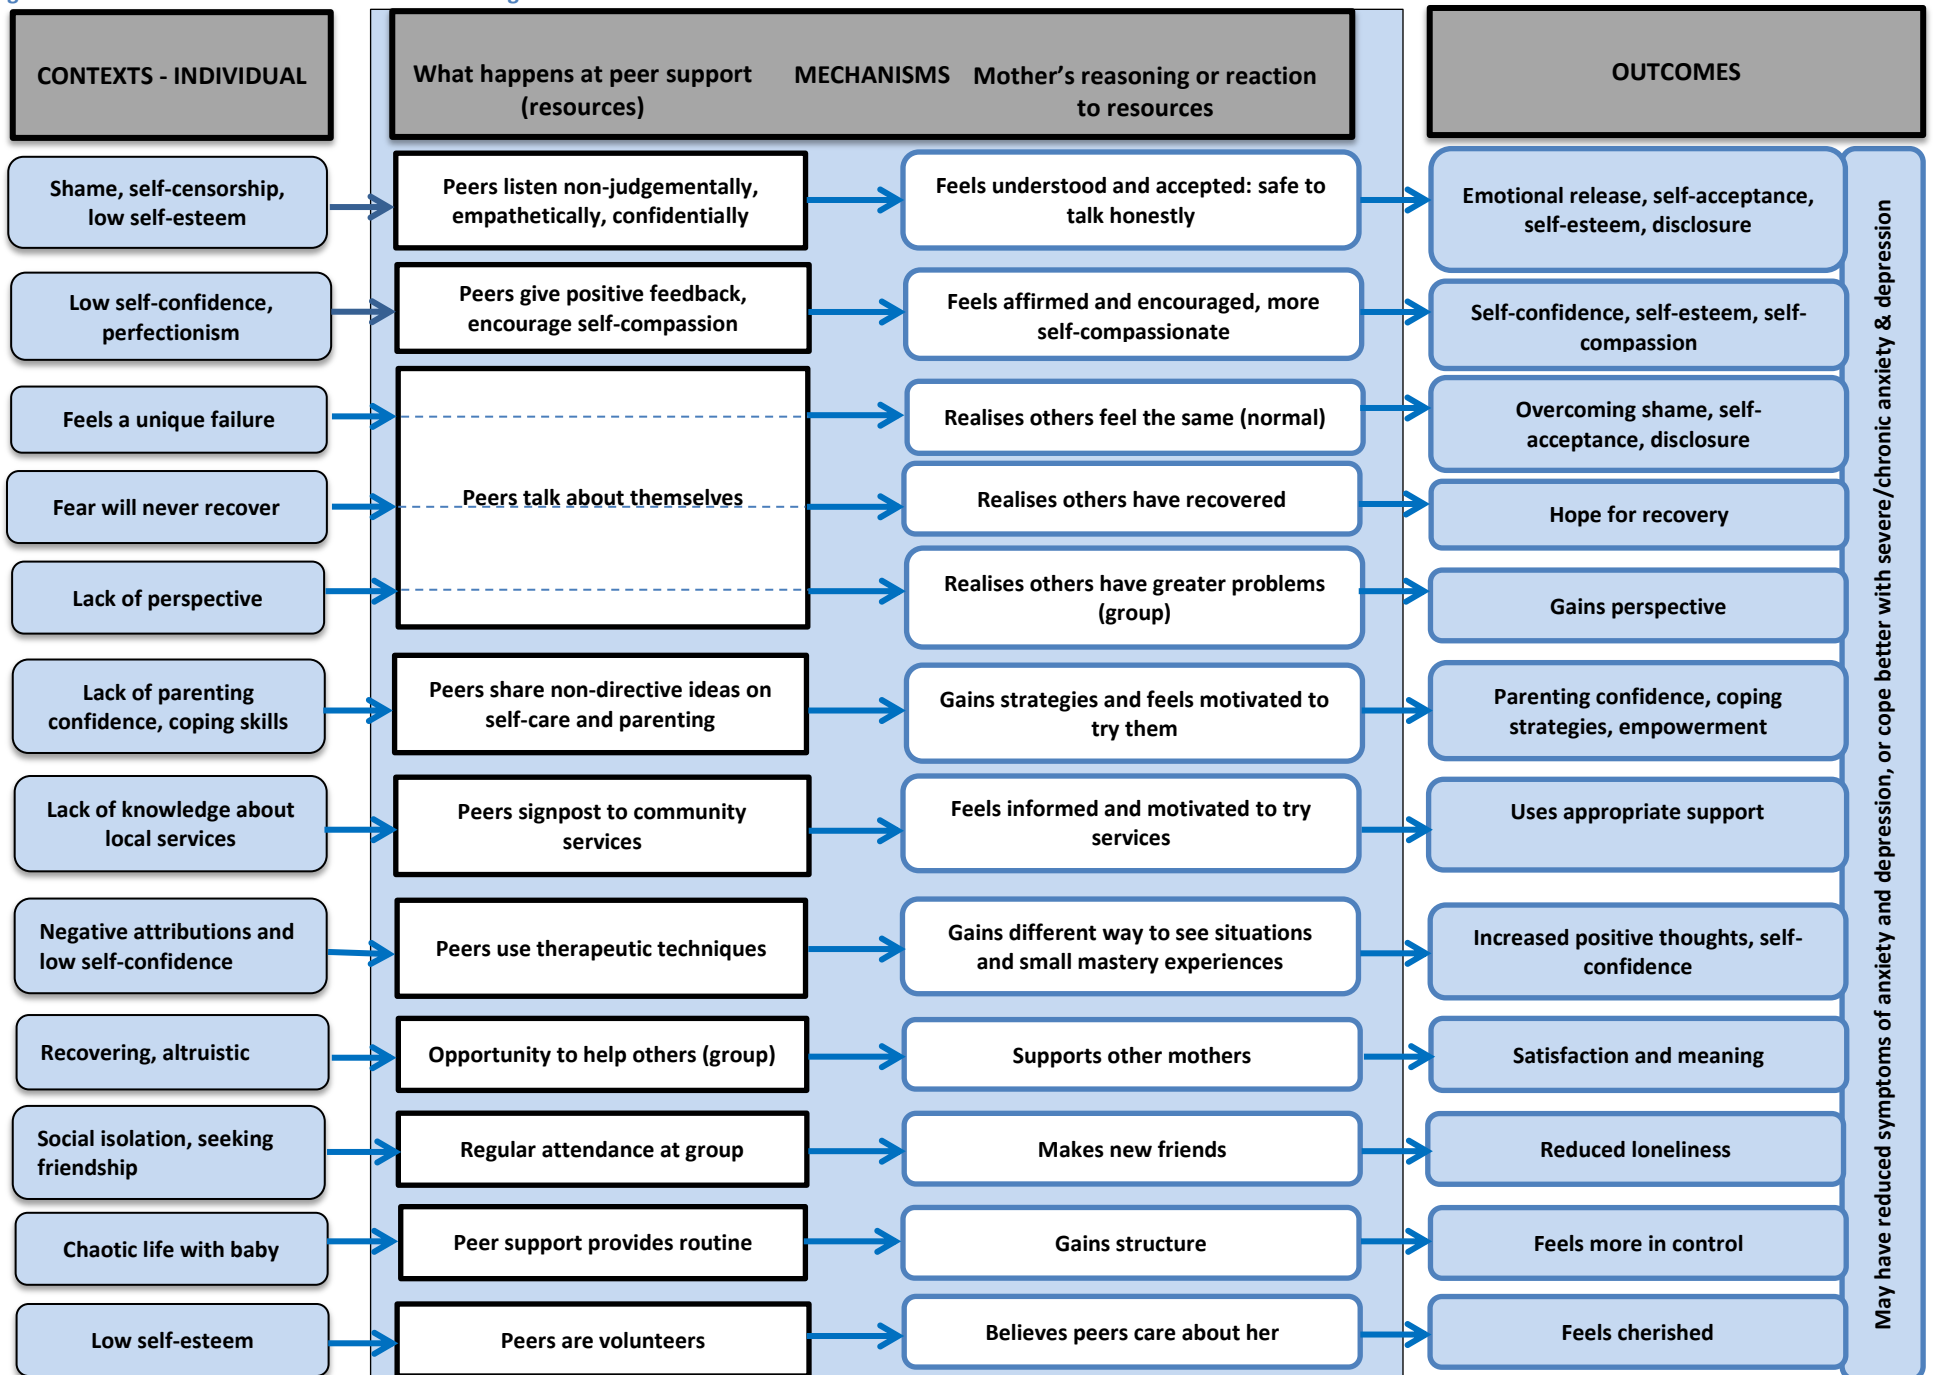 CONTEXTS - INDIVIDUAL
What happens at peer support
(resources)
MECHANISMS
Mother's reasoning or reaction
to resources
OUTCOMES
Shame, self-censorship,
low self-esteem
Peers listen non-judgementally,
empathetically, confidentially
Feels understood and accepted: safe to
talk honestly
Emotional release, self-acceptance,
self-esteem, disclosure
Low self-confidence,
perfectionism
Peers give positive feedback,
encourage self-compassion
Feels affirmed and encouraged, more
self-compassionate
Self-confidence, self-esteem, self-
compassion
Feels a unique failure
Realises others feel the same (normal)
Overcoming shame, self-
acceptance, disclosure
Fear will never recover
Peers talk about themselves
Realises others have recovered
Hope for recovery
Lack of perspective
Realises others have greater problems
(group)
Gains perspective
Lack of parenting
confidence, coping skills
Peers share non-directive ideas on
self-care and parenting
Gains strategies and feels motivated to
try them
Parenting confidence, coping
strategies, empowerment
Lack of knowledge about
local services
Peers signpost to community
services
Feels informed and motivated to try
services
Uses appropriate support
Negative attributions and
low self-confidence
Peers use therapeutic techniques
Gains different way to see situations
and small mastery experiences
Increased positive thoughts, self-
confidence
Recovering, altruistic
Opportunity to help others (group)
Supports other mothers
Satisfaction and meaning
Social isolation, seeking
friendship
Regular attendance at group
Makes new friends
Reduced loneliness
Chaotic life with baby
Peer support provides routine
Gains structure
Feels more in control
Low self-esteem
Peers are volunteers
Believes peers care about her
Feels cherished
May have reduced symptoms of anxiety and depression, or cope better with severe/chronic anxiety & depression